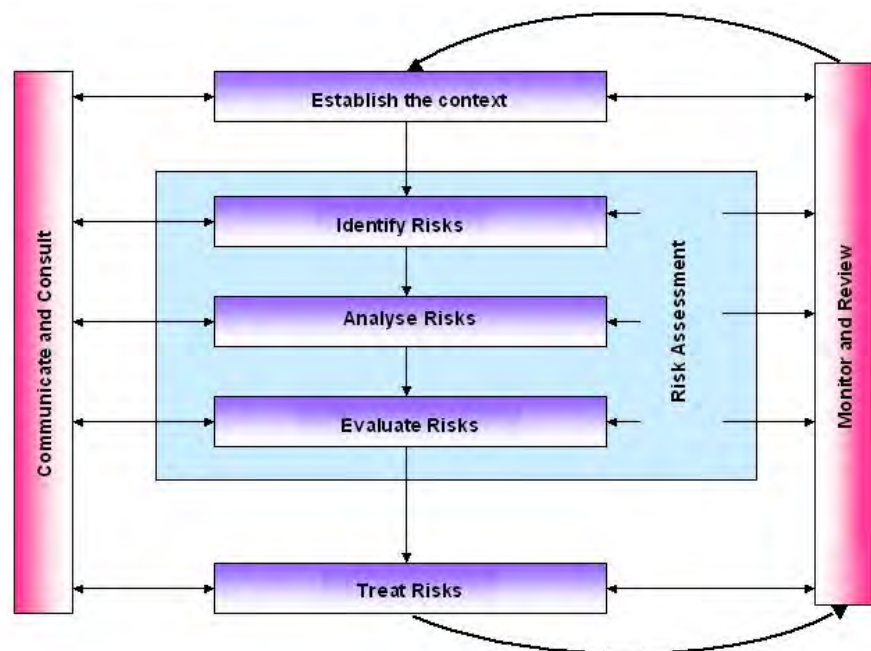 Establish the context
Identify Risks
Analyse Risks
Evaluate Risks
Treat Risks
Communicate and Consult
Risk Assessment
Monitor and Review